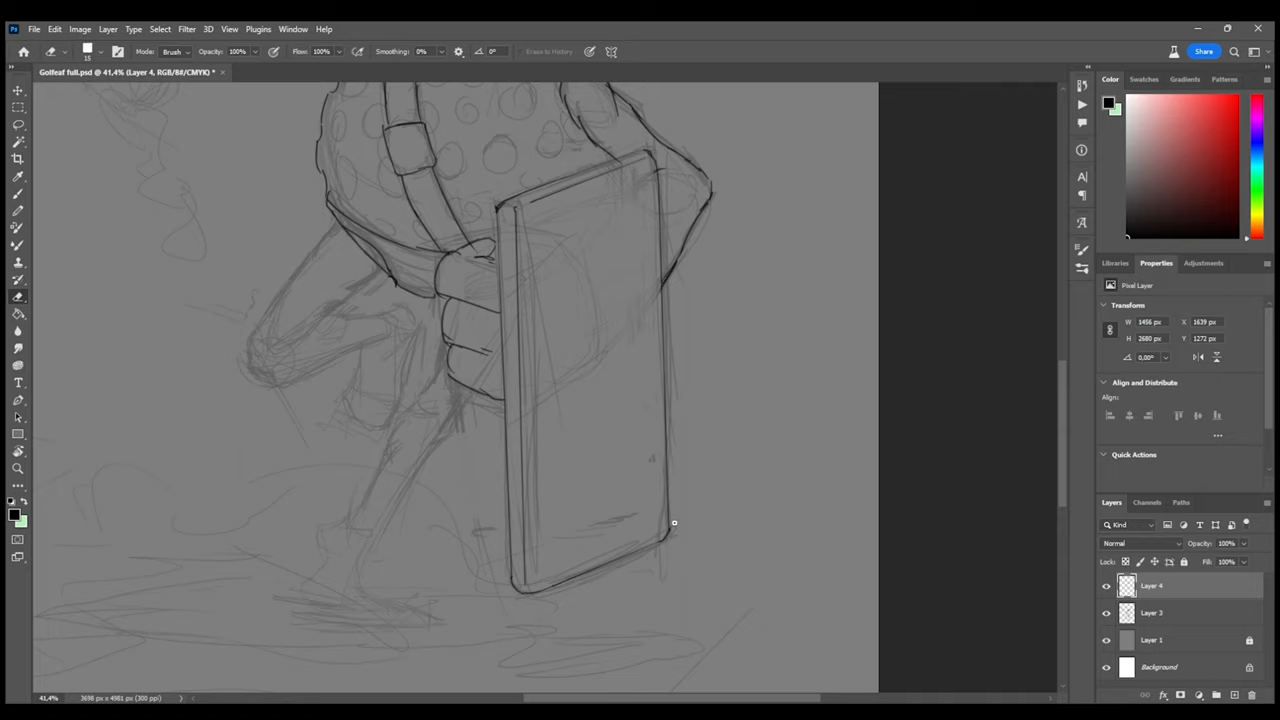 Ps File Edit Image Layer Type Select Filter 3D View Plugins Window Help
15 Mode: Brush Opacity: 100% Flow: 100% Smoothing: 0% 0° Erase to History Share
Golfeaf full.psd @ 41,4% (Layer 4, RGB/8#/CMYK) * ×
Color Swatches Gradients Patterns
Libraries Properties Adjustments
Pixel Layer
Transform
W 1456 px X 1639 px
H 2680 px Y 1272 px
0,00°
Align and Distribute
Align:
Quick Actions
Layers Channels Paths
Kind
Normal Opacity: 100%
Lock: Fill: 100%
Layer 4
Layer 3
Layer 1
Background
41,4% 3698 px x 4981 px (300 ppi)